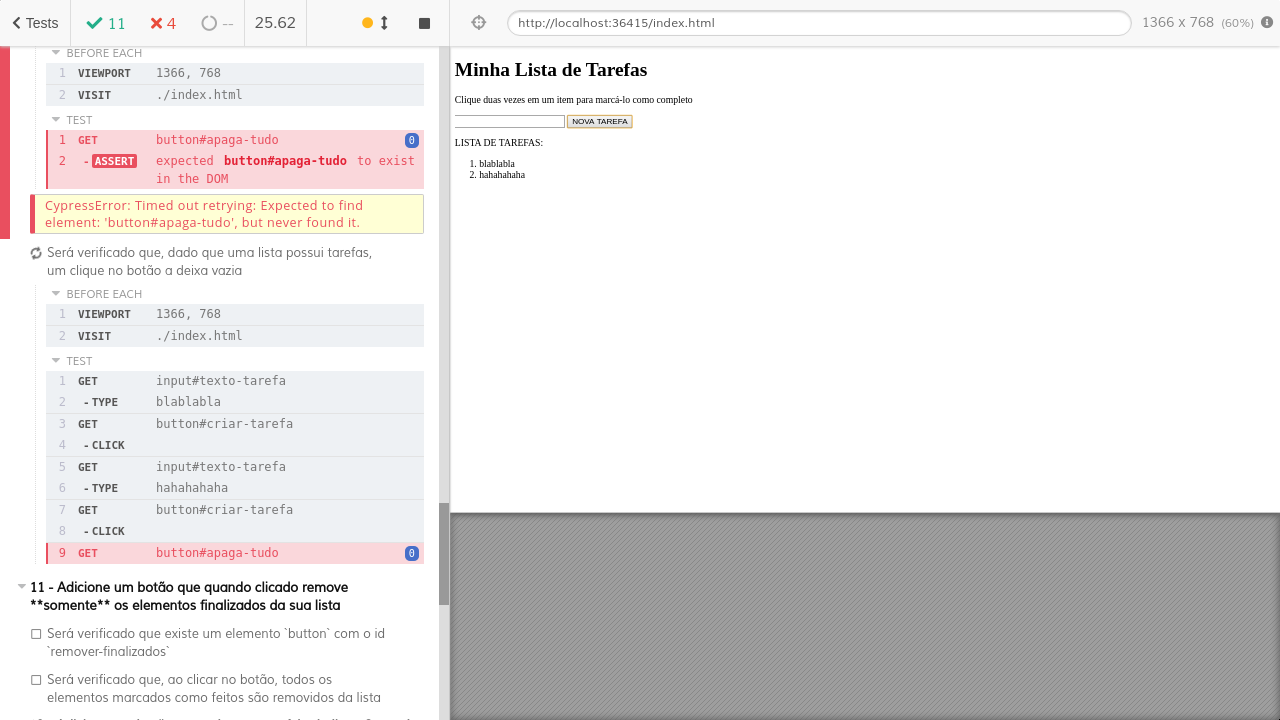 Tests 11 4 -- 25.62
http://localhost:36415/index.html 1366 x 768 (60%)
BEFORE EACH
1 VIEWPORT 1366, 768
2 VISIT ./index.html
TEST
1 GET button#apaga-tudo 0
2 -ASSERT expected button#apaga-tudo to exist
in the DOM
CypressError: Timed out retrying: Expected to find
element: 'button#apaga-tudo', but never found it.
Será verificado que, dado que uma lista possui tarefas,
um clique no botão a deixa vazia
BEFORE EACH
1 VIEWPORT 1366, 768
2 VISIT ./index.html
TEST
1 GET input#texto-tarefa
2 -TYPE blablabla
3 GET button#criar-tarefa
4 -CLICK
5 GET input#texto-tarefa
6 -TYPE hahahahaha
7 GET button#criar-tarefa
8 -CLICK
9 GET button#apaga-tudo 0
11 - Adicione um botão que quando clicado remove
**somente** os elementos finalizados da sua lista
Será verificado que existe um elemento `button` com o id
`remover-finalizados`
Será verificado que, ao clicar no botão, todos os
elementos marcados como feitos são removidos da lista
Minha Lista de Tarefas
Clique duas vezes em um item para marcá-lo como completo
NOVA TAREFA
LISTA DE TAREFAS:
1. blablabla
2. hahahahaha